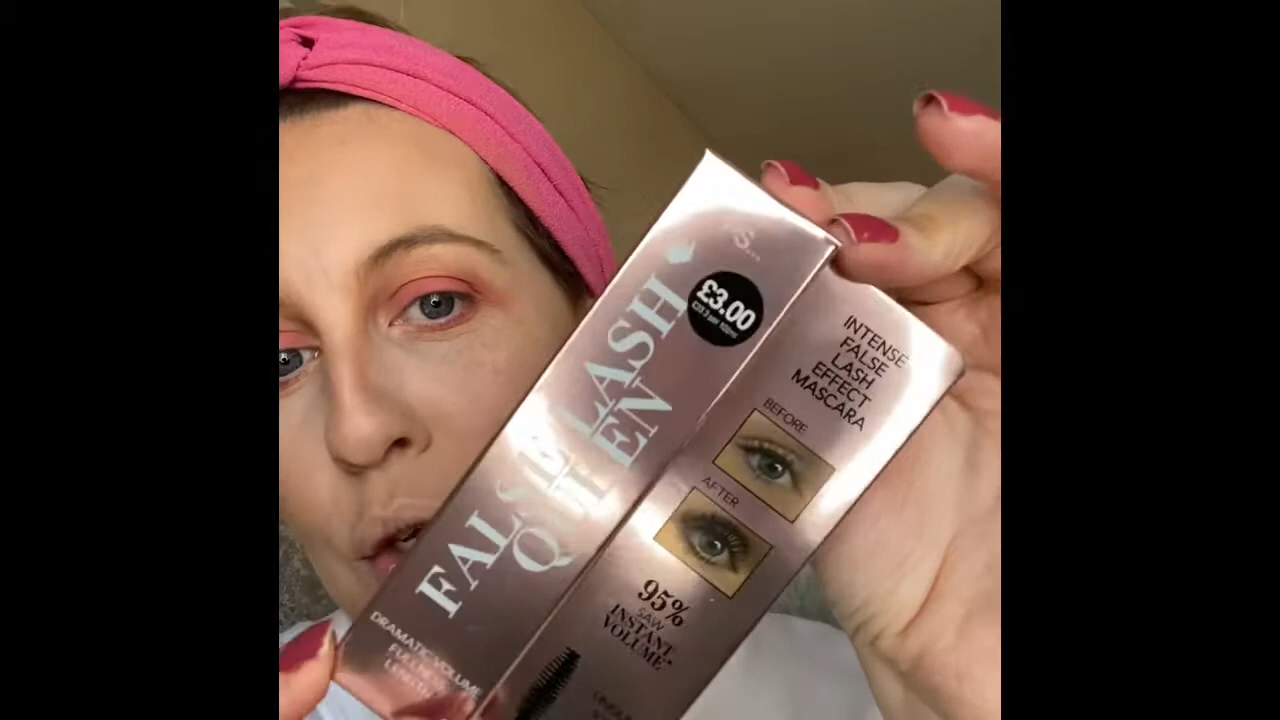 FALSE LASH
QUEEN
£3.00
DRAMATIC VOLUME
INTENSE
FALSE
LASH
EFFECT
MASCARA
BEFORE
AFTER
95%
SAW
INSTANT
VOLUME*